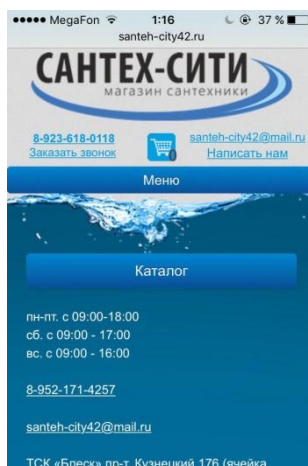 MegaFon 1:16 37 %
santeh-city42.ru
САНТЕХ-СИТИ
магазин сантехники
8-923-618-0118
Заказать звонок
0
santeh-city42@mail.ru
Написать нам
Меню
Каталог
пн-пт. с 09:00-18:00
сб. с 09:00 - 17:00
вс. с 09:00 - 16:00
8-952-171-4257
santeh-city42@mail.ru
ТСК «Блеск» пр-т. Кузнецкий 176 (ячейка